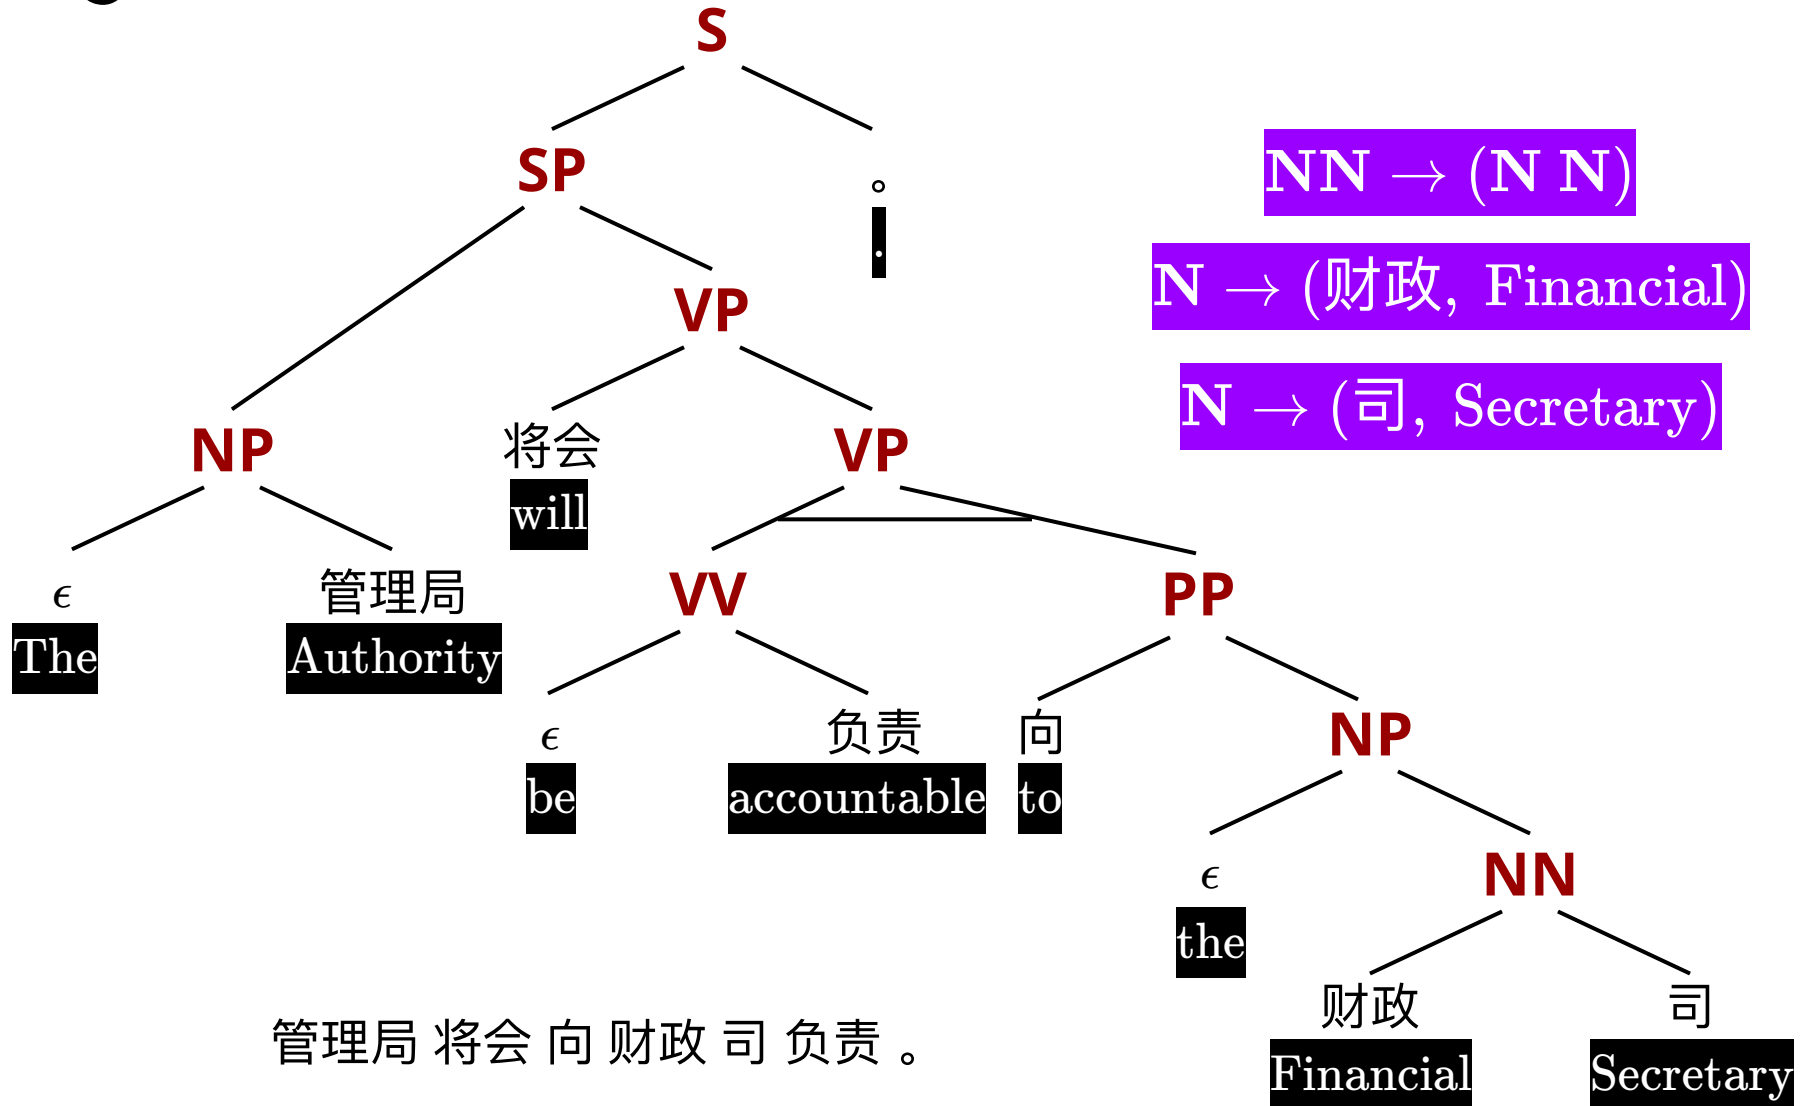 S
SP
。
.
NN → (N N)
N → (财政, Financial)
N → (司, Secretary)
VP
NP
将会
will
VP
ϵ
The
管理局
Authority
VV
PP
ϵ
be
负责
accountable
向
to
NP
ϵ
the
NN
财政
Financial
司
Secretary
管理局 将会 向 财政 司 负责 。